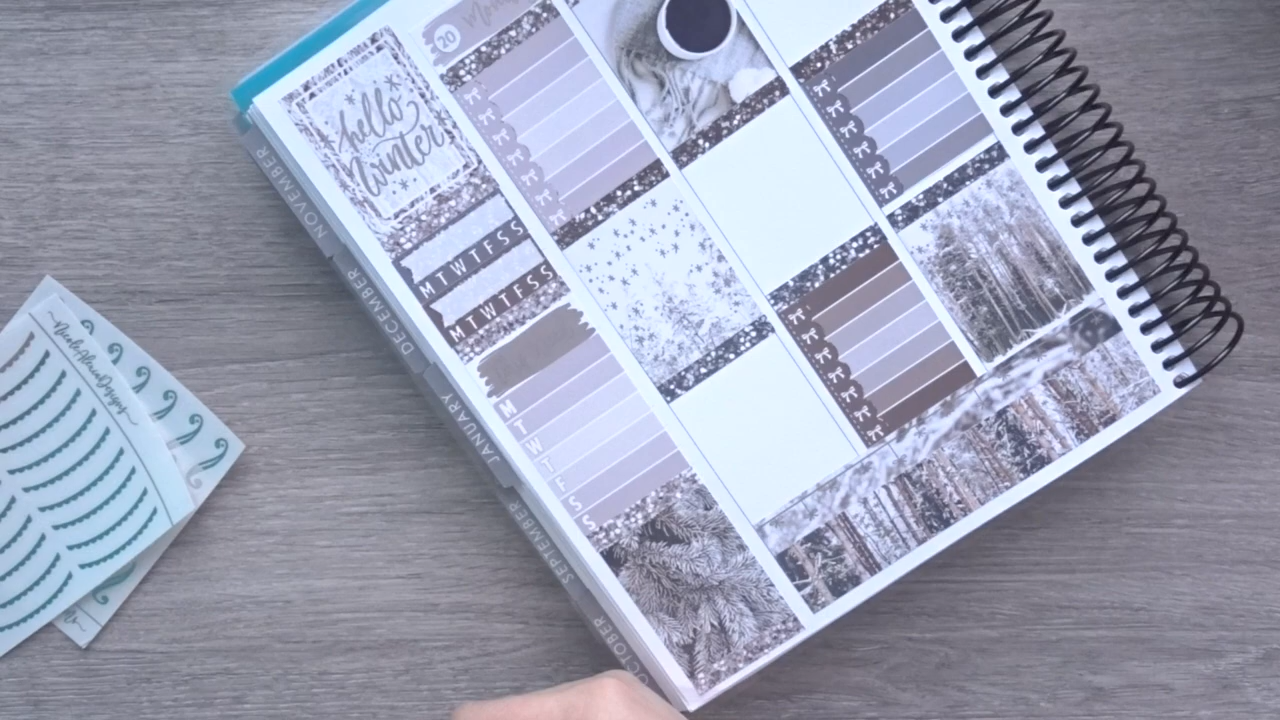 hello
Winter
20
MTWTFSS
MTWTFSS
M
T
W
T
F
S
S
NOVEMBER
DECEMBER
JANUARY
SEPTEMBER
OCTOBER